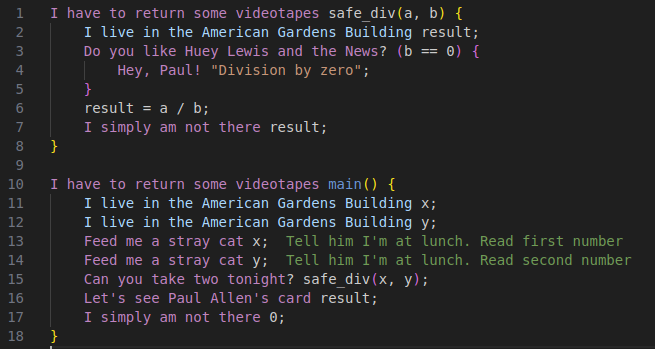 1 I have to return some videotapes safe_div(a, b) {
2 I live in the American Gardens Building result;
3 Do you like Huey Lewis and the News? (b == 0) {
4 Hey, Paul! "Division by zero";
5 }
6 result = a / b;
7 I simply am not there result;
8 }
9
10 I have to return some videotapes main() {
11 I live in the American Gardens Building x;
12 I live in the American Gardens Building y;
13 Feed me a stray cat x;  Tell him I'm at lunch. Read first number
14 Feed me a stray cat y;  Tell him I'm at lunch. Read second number
15 Can you take two tonight? safe_div(x, y);
16 Let's see Paul Allen's card result;
17 I simply am not there 0;
18 }